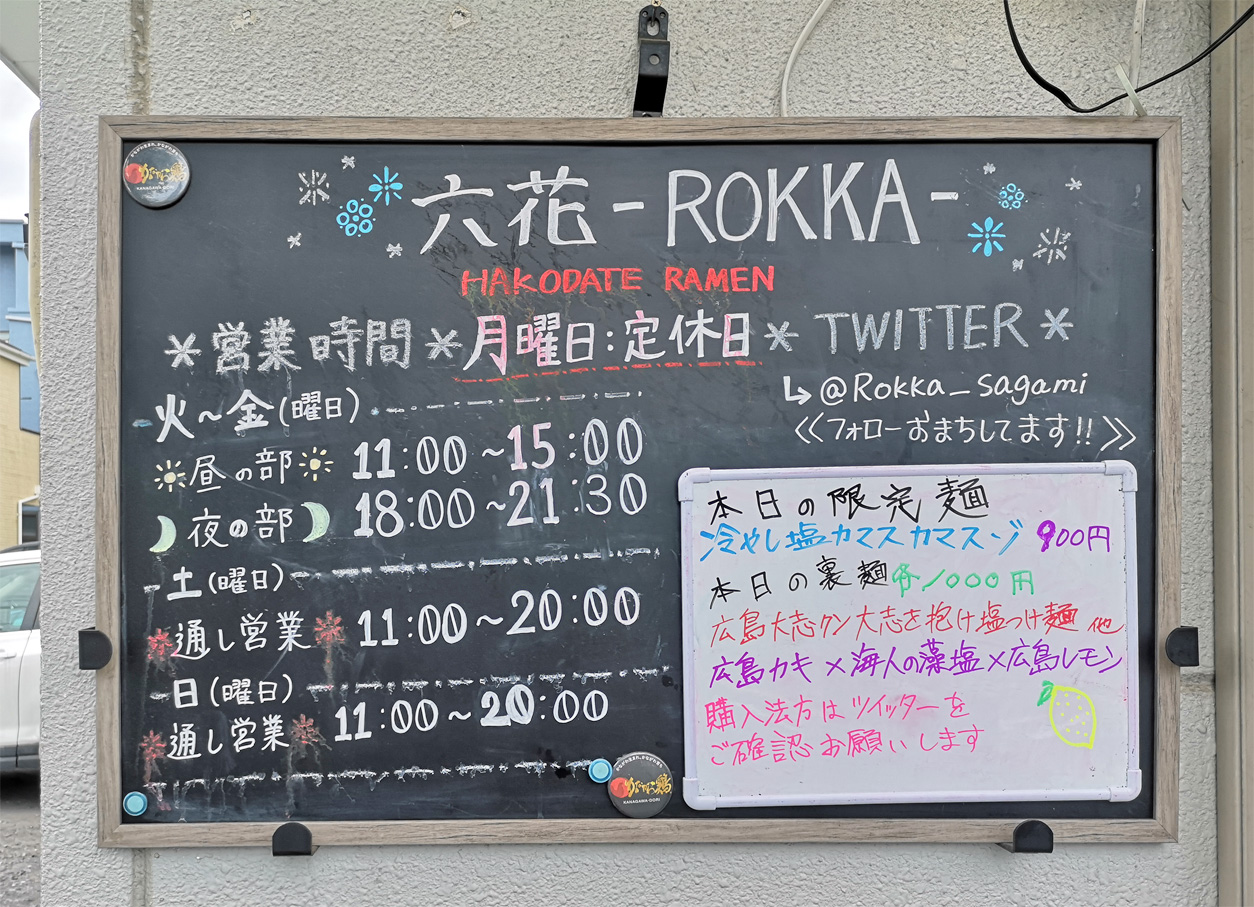 六花-ROKKA-
HAKODATE RAMEN
*営業時間*月曜日:定休日*TWITTER*
↳@Rokka_sagami
≪フォローおまちしてます!!≫
火~金(曜日)
昼の部 11:00~15:00
夜の部 18:00~21:30
土(曜日)
通し営業 11:00~20:00
日(曜日)
通し営業 11:00~20:00
本日の限定麺
冷やし塩カマスカマスーゾ 900円
本日の裏麺 各1000円
広島大志クン大志を抱け塩つけ麺 他
広島カキ×海人の藻塩×広島レモン
購入法方はツイッターを
ご確認お願いします
KANAGAWA-DORI
KANAGAWA-DORI